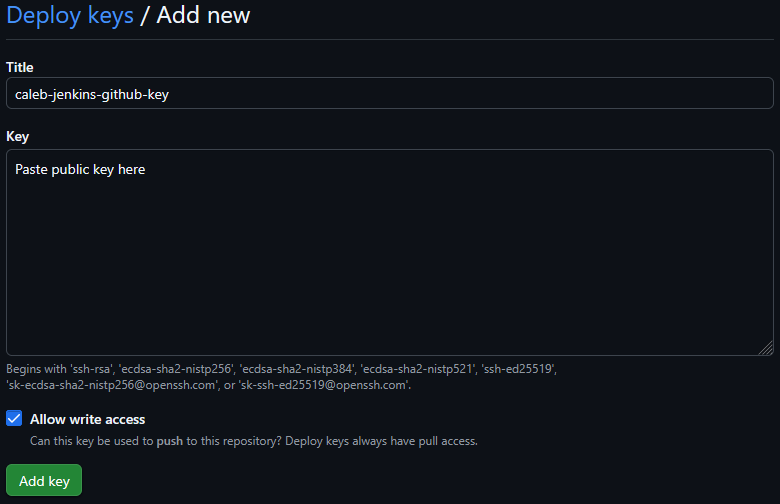 Deploy keys / Add new
Title
caleb-jenkins-github-key
Key
Paste public key here
Begins with 'ssh-rsa', 'ecdsa-sha2-nistp256', 'ecdsa-sha2-nistp384', 'ecdsa-sha2-nistp521', 'ssh-ed25519',
'sk-ecdsa-sha2-nistp256@openssh.com', or 'sk-ssh-ed25519@openssh.com'.
Allow write access
Can this key be used to push to this repository? Deploy keys always have pull access.
Add key